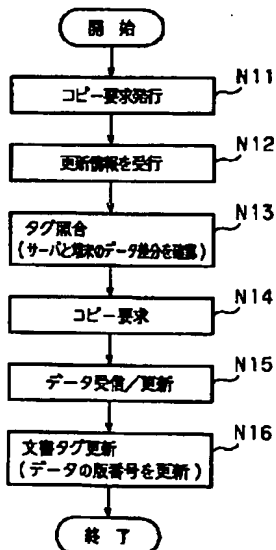 開 始
コピー要求発行
N11
更新情報を受行
N12
タグ照合
(サーバと端末のデータ差分を確認)
N13
コピー要求
N14
データ受信/更新
N15
文書タグ更新
(データの版番号を更新)
N16
終 了